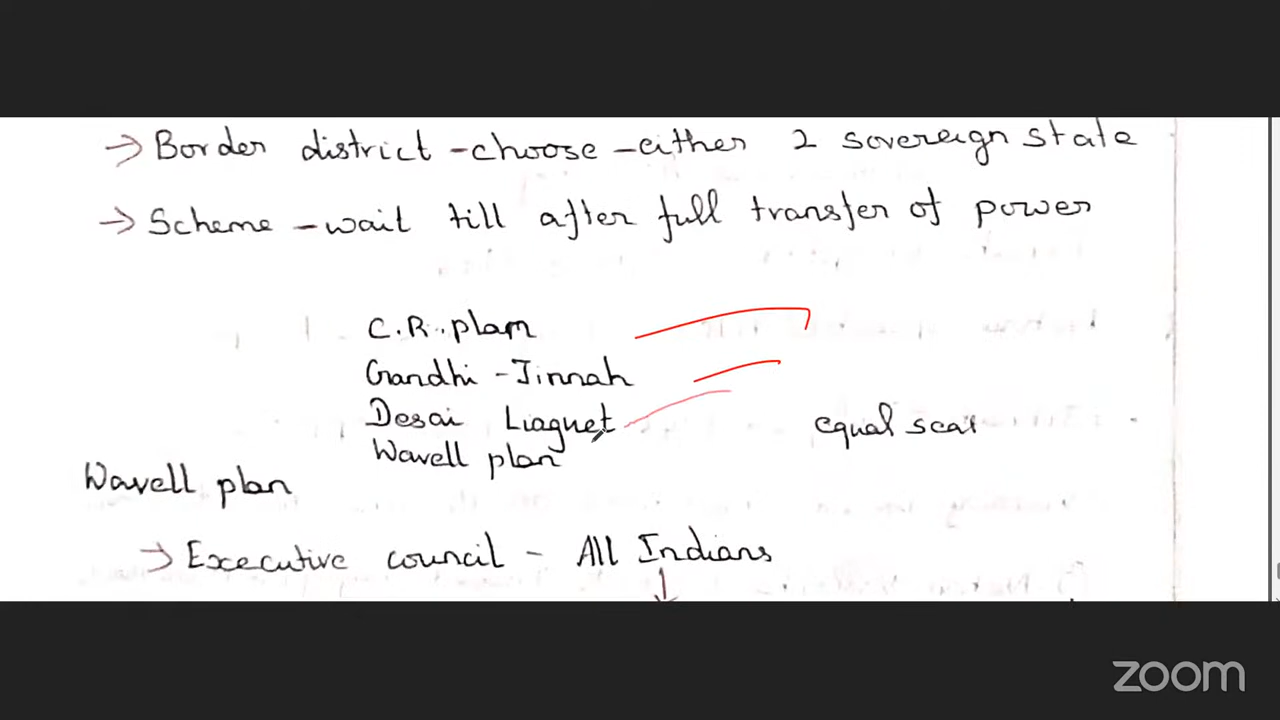 → Border district - choose - either 2 sovereign state
→ Scheme - wait till after full transfer of power
C.R. plan
Gandhi - Jinnah
Desai Liaquet
equal seat
Wavell plan
Wavell plan
→ Executive council - All Indians
zoom